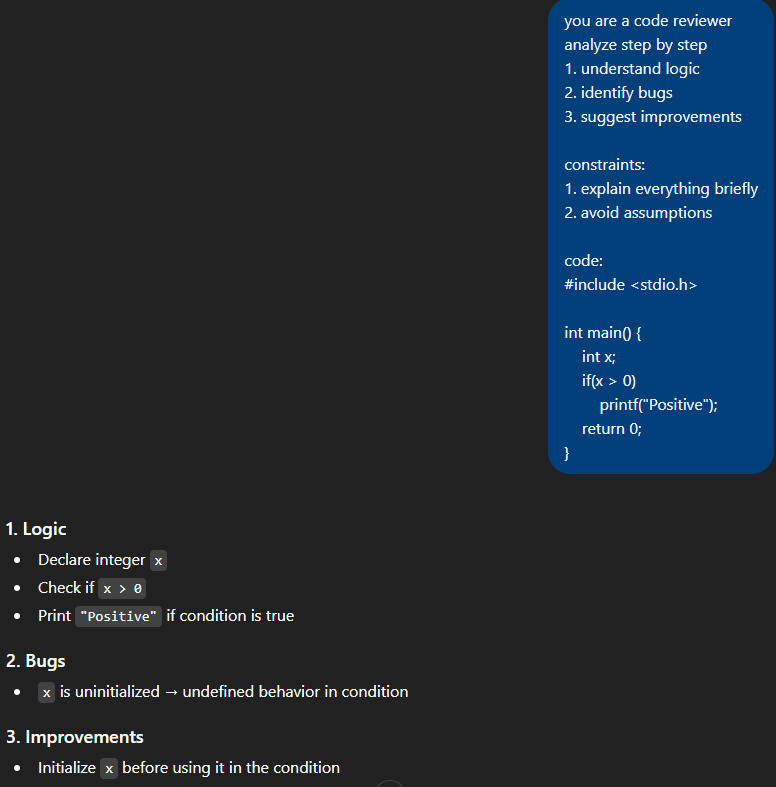 you are a code reviewer
analyze step by step
1. understand logic
2. identify bugs
3. suggest improvements
constraints:
1. explain everything briefly
2. avoid assumptions
code:
#include <stdio.h>
int main() {
int x;
if(x > 0)
printf("Positive");
return 0;
}
1. Logic
• Declare integer x
• Check if x > 0
• Print "Positive" if condition is true
2. Bugs
• x is uninitialized → undefined behavior in condition
3. Improvements
• Initialize x before using it in the condition